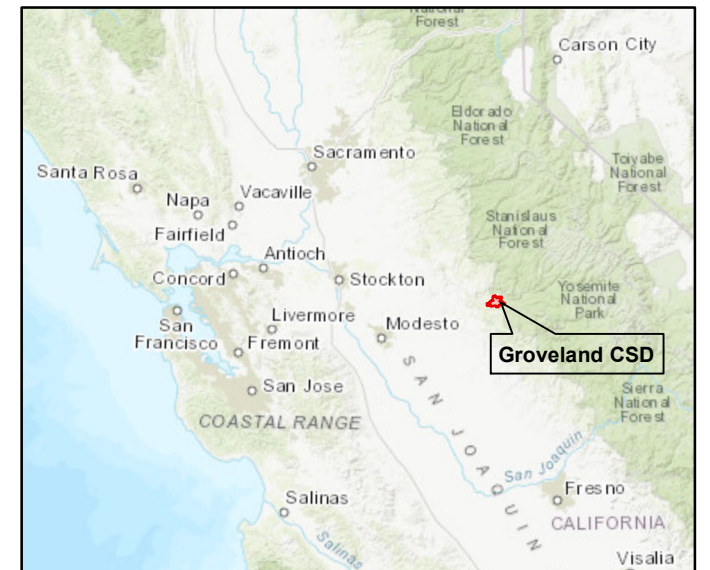 National
Forest
Carson City
Eldorado
National
Forest
Sacramento
Toiyabe
National
Forest
Santa Rosa
Vacaville
Napa
Stanislaus
National
Forest
Fairfield
Antioch
Concord
Stockton
Yosemite
National
Park
Livermore
Modesto
San
Francisco
Fremont
Groveland CSD
San Jose
Sierra
National
Forest
COASTAL RANGE
SAN JOAQUIN
San Joaquin
Fresno
Salinas
CALIFORNIA
Salinas
Visalia